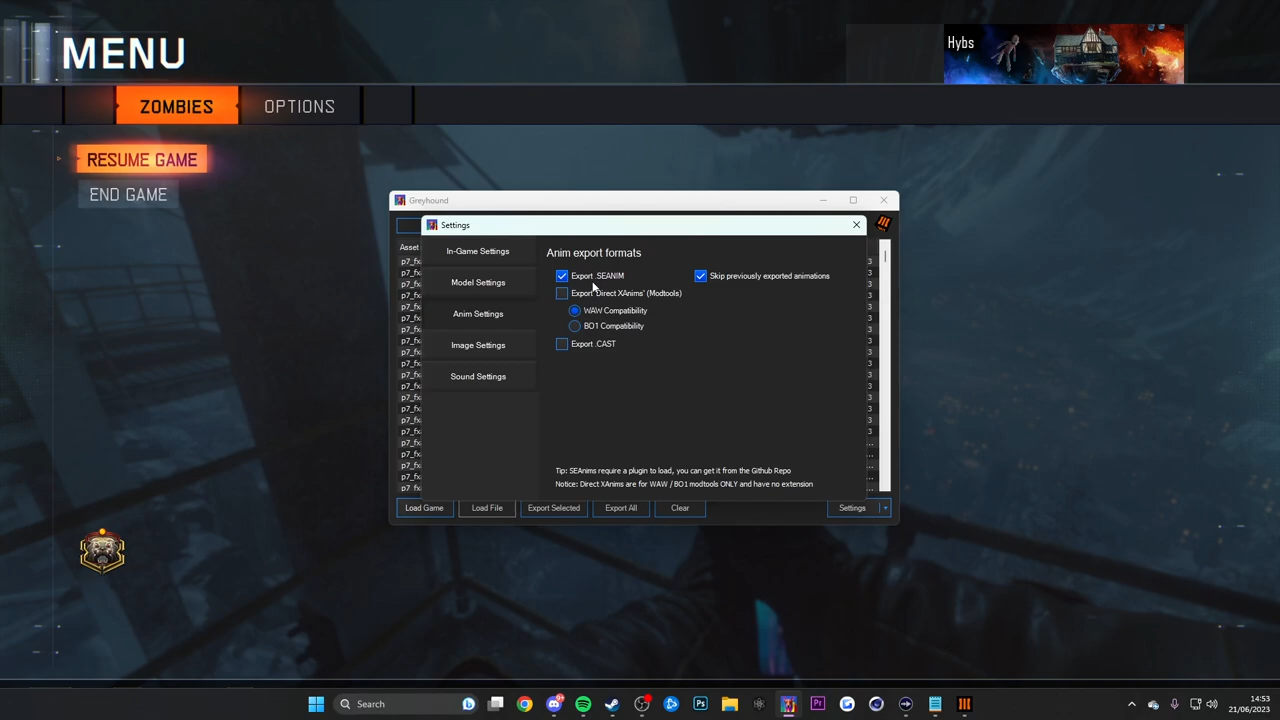 MENU
Hybs
ZOMBIES
OPTIONS
RESUME GAME
END GAME
Greyhound
Settings
Asset
In-Game Settings
Model Settings
Anim Settings
Image Settings
Sound Settings
Anim export formats
Export .SEANIM
Skip previously exported animations
Export 'Direct XAnims' (Modtools)
WAW Compatibility
BO1 Compatibility
Export .CAST
Tip: SEAnims require a plugin to load, you can get it from the Github Repo
Notice: Direct XAnims are for WAW / BO1 modtools ONLY and have no extension
Load Game
Load File
Export Selected
Export All
Clear
Settings
Search
14:53
21/06/2023